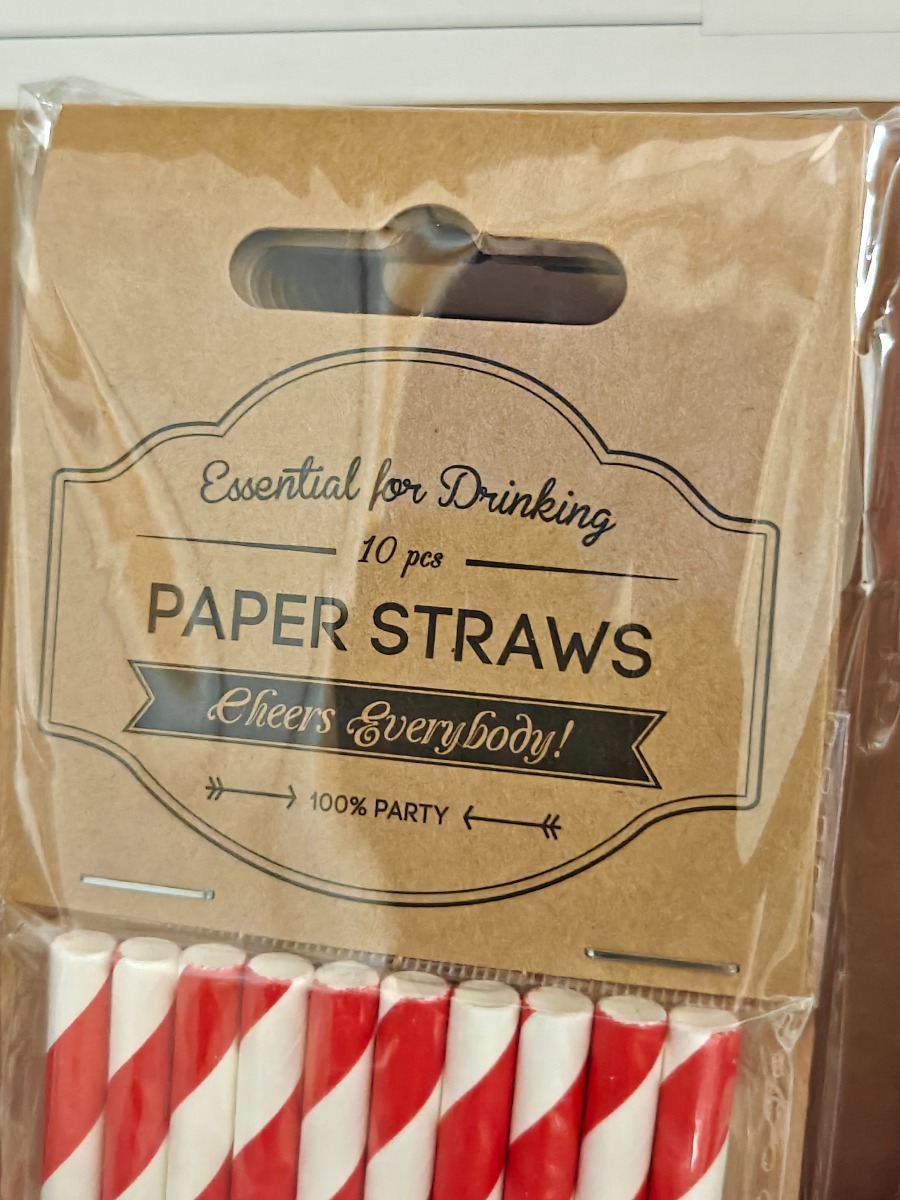 Essential for Drinking
10 pcs
PAPER STRAWS
Cheers Everybody!
100% PARTY